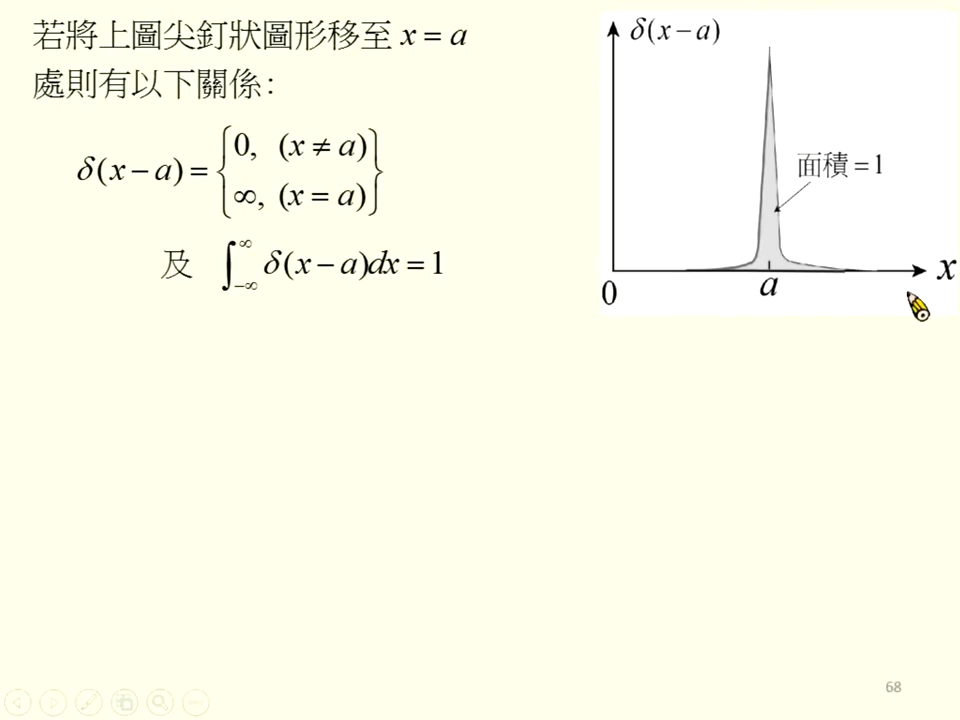 若將上圖尖釘狀圖形移至 x = a
處則有以下關係:
δ(x − a) = {0, (x ≠ a)
∞, (x = a)}
及 ∫_{−∞}^{∞} δ(x − a)dx = 1
δ(x − a)
面積 = 1
x
0
a
68